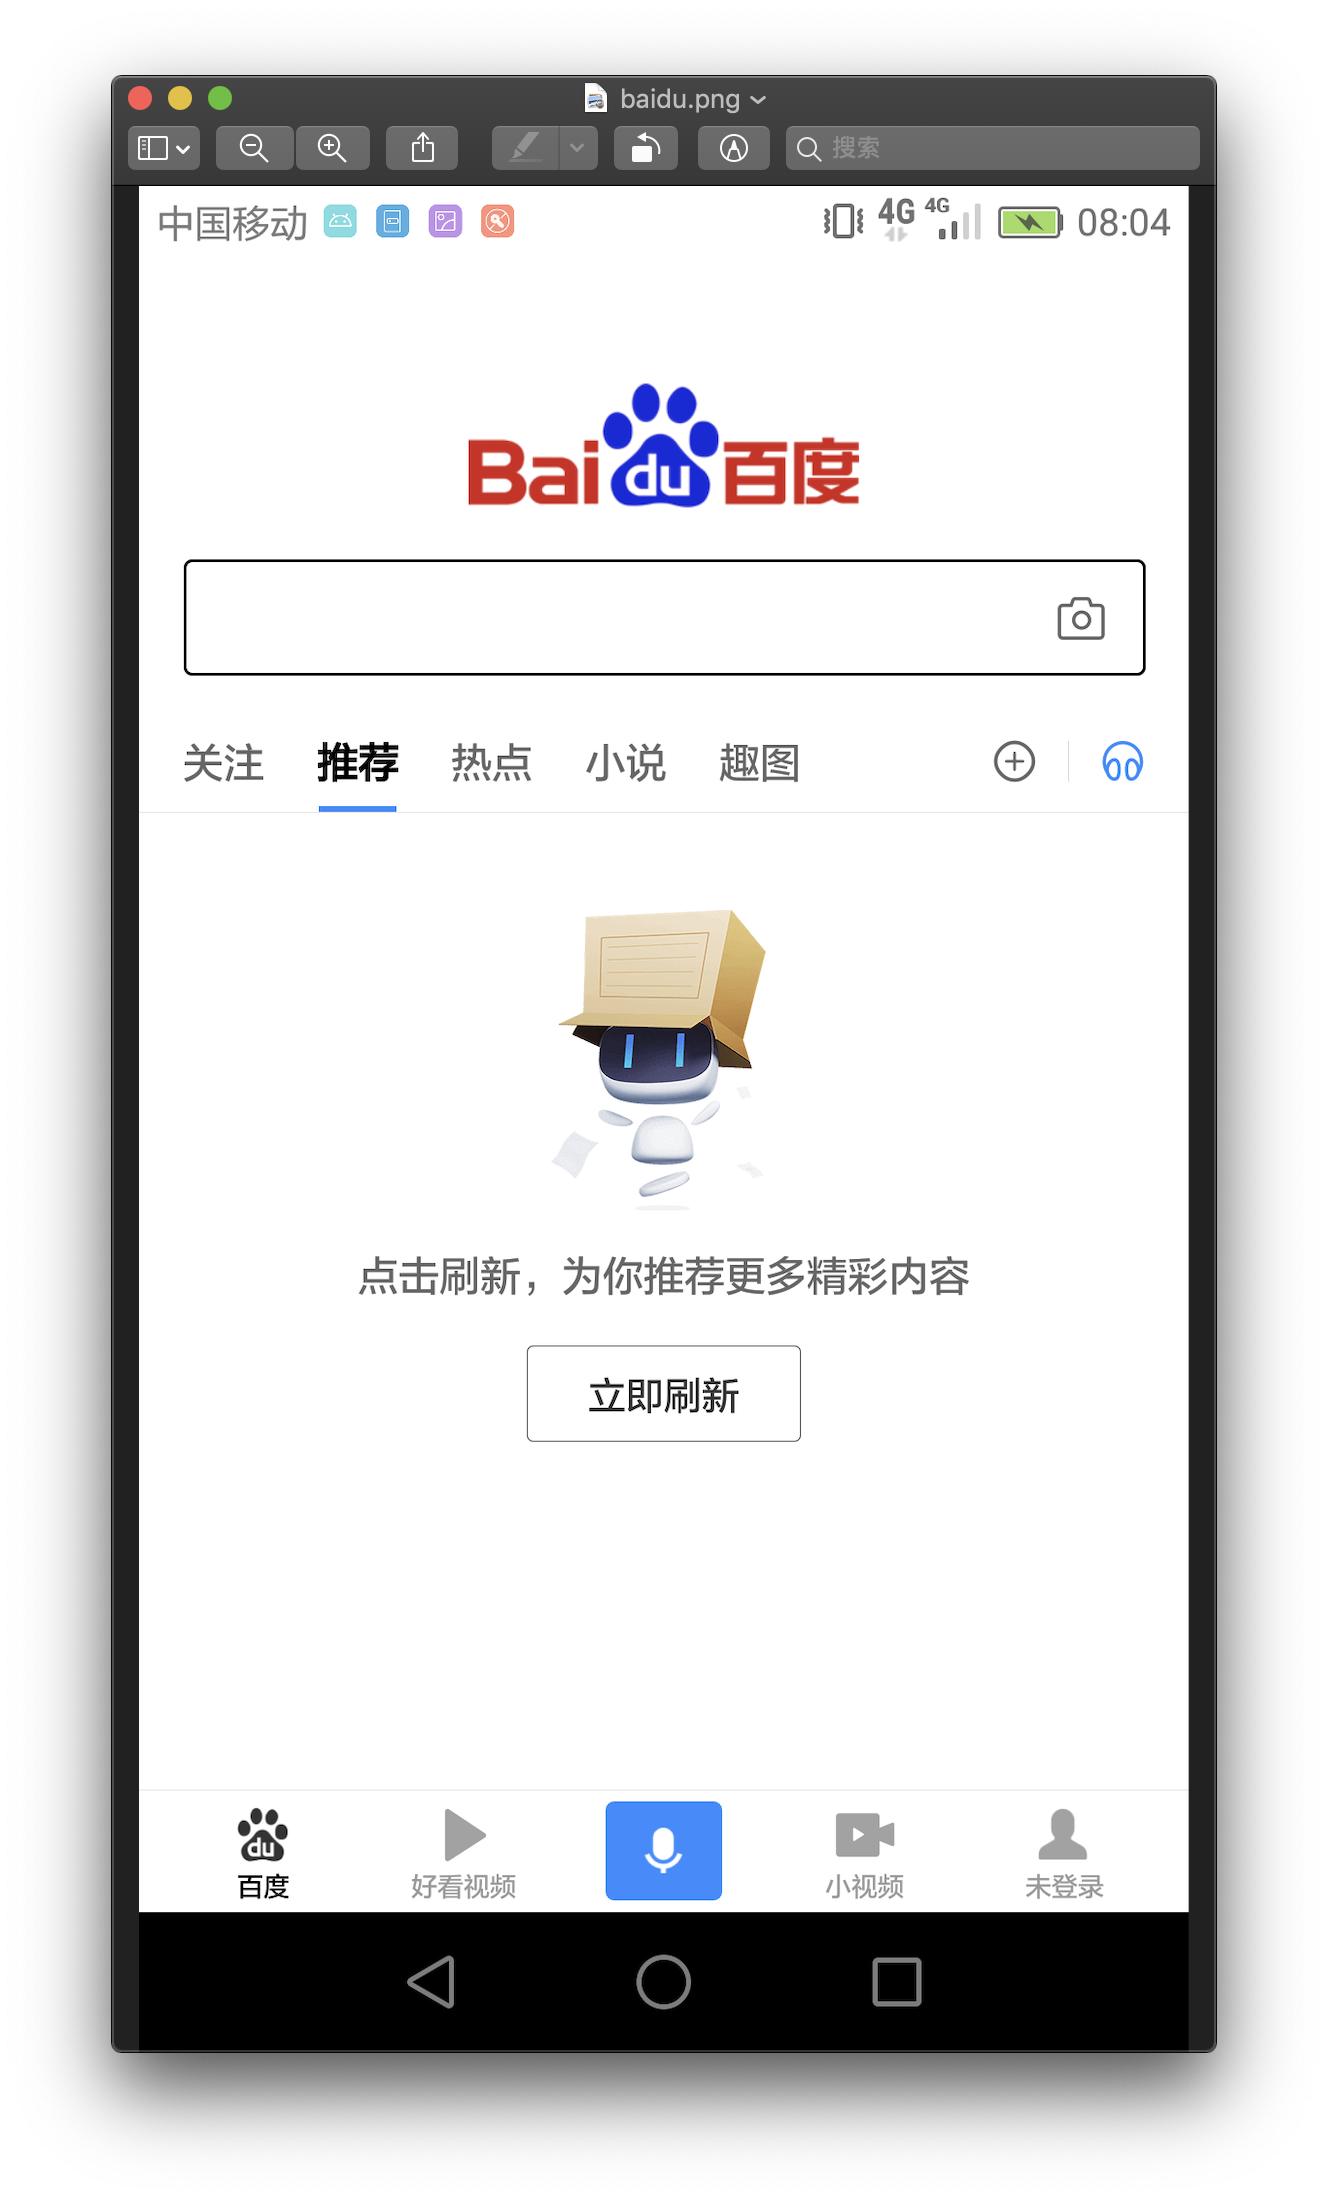 baidu.png
搜索
中国移动 4G 4G 08:04
Bai du 百度
关注 推荐 热点 小说 趣图
点击刷新，为你推荐更多精彩内容
立即刷新
du
百度 好看视频 小视频 未登录